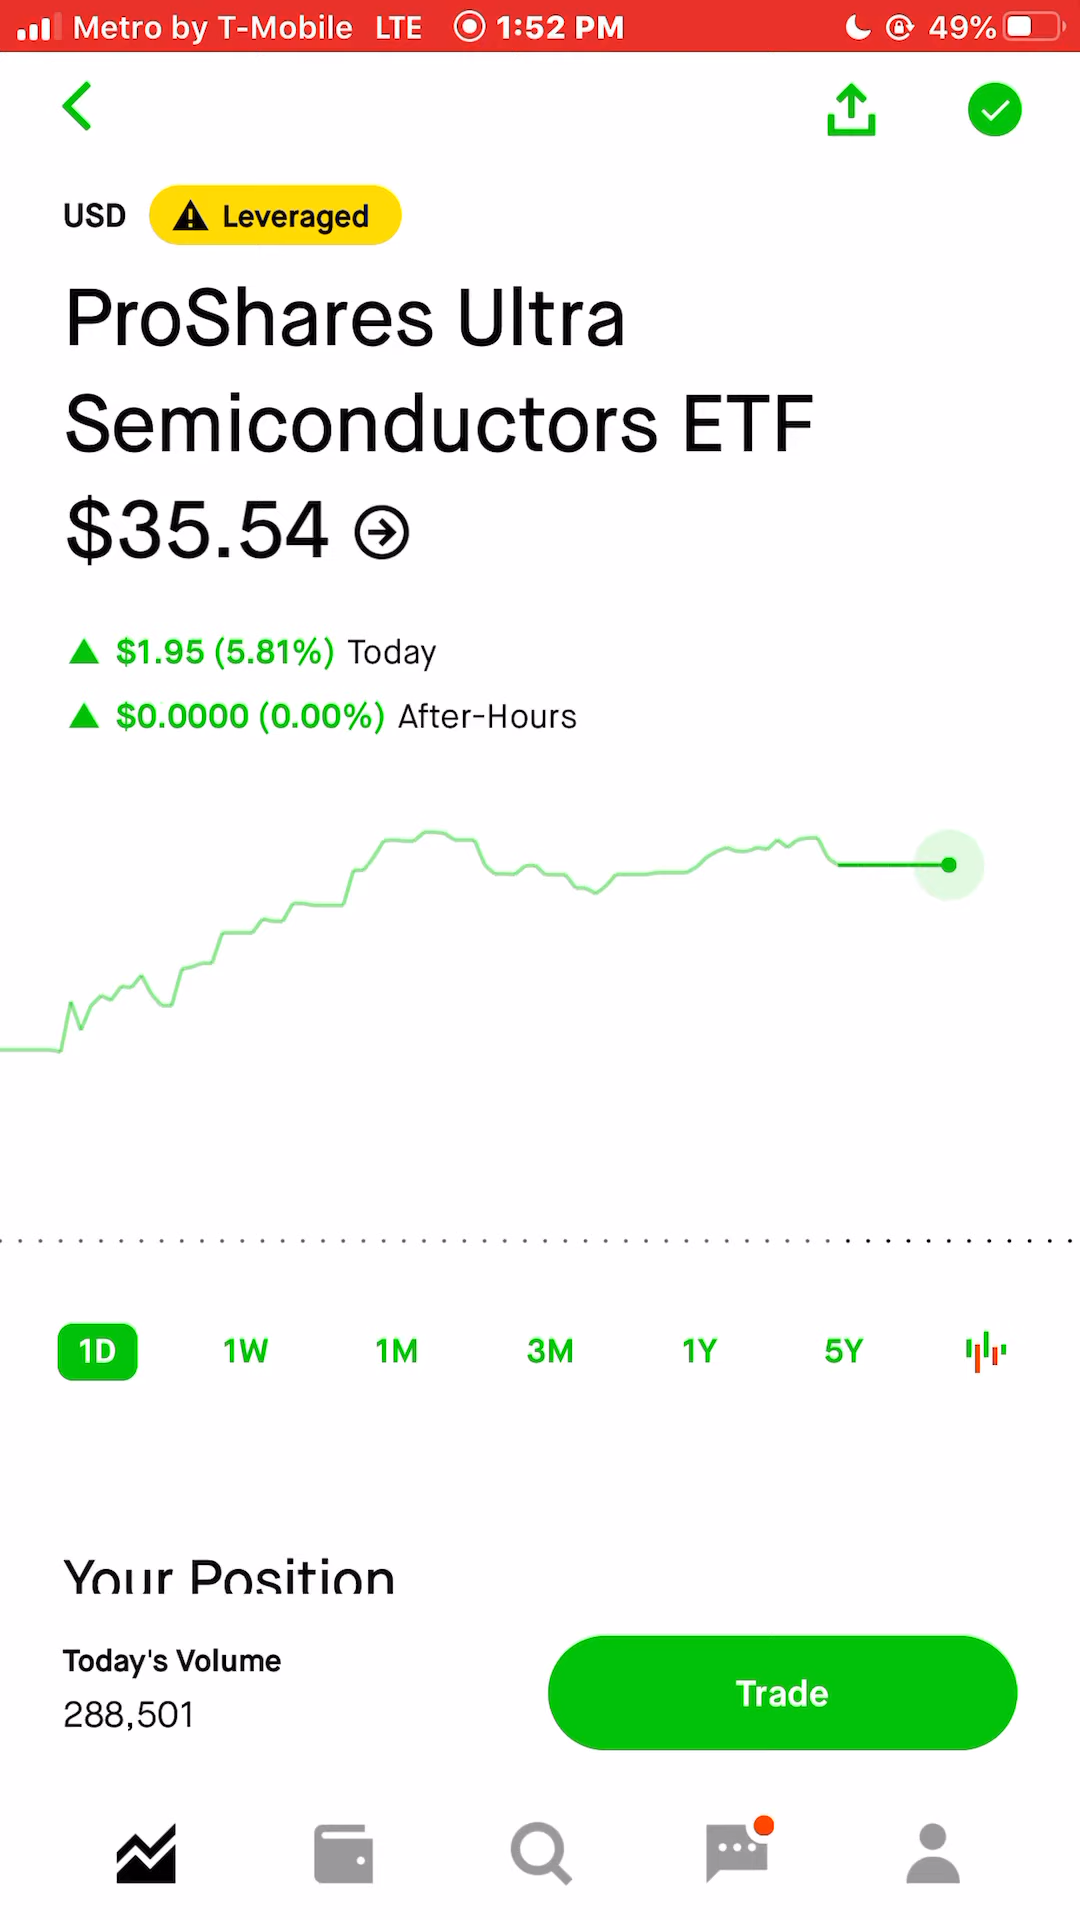 Metro by T-Mobile LTE 1:52 PM 49%
USD Leveraged
ProShares Ultra
Semiconductors ETF
$35.54
$1.95 (5.81%) Today
$0.0000 (0.00%) After-Hours
1D 1W 1M 3M 1Y 5Y
Your Position
Today's Volume
288,501
Trade